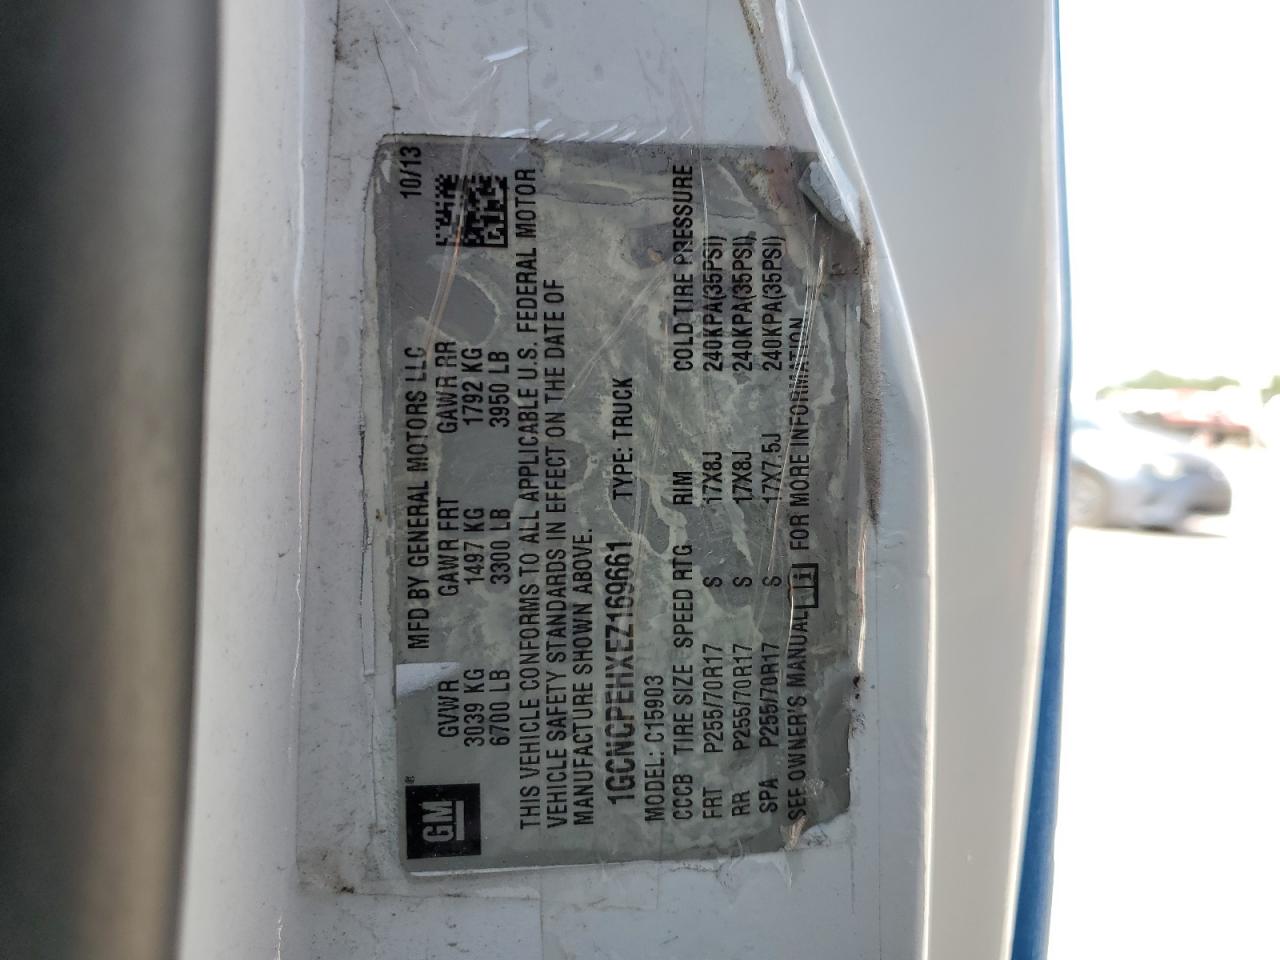 GM ® MFD BY GENERAL MOTORS LLC 10/13
GVWR GAWR FRT GAWR RR
3039 KG 1497 KG 1792 KG
6700 LB 3300 LB 3950 LB
THIS VEHICLE CONFORMS TO ALL APPLICABLE U.S. FEDERAL MOTOR
VEHICLE SAFETY STANDARDS IN EFFECT ON THE DATE OF
MANUFACTURE SHOWN ABOVE.
1GCNCPEHXEZ169661 TYPE: TRUCK
MODEL: C15903
CCCB TIRE SIZE SPEED RTG RIM COLD TIRE PRESSURE
FRT P255/70R17 S 17X8J 240KPA(35PSI)
RR P255/70R17 S 17X8J 240KPA(35PSI)
SPA P255/70R17 S 17X7.5J 240KPA(35PSI)
SEE OWNER'S MANUAL i FOR MORE INFORMATION